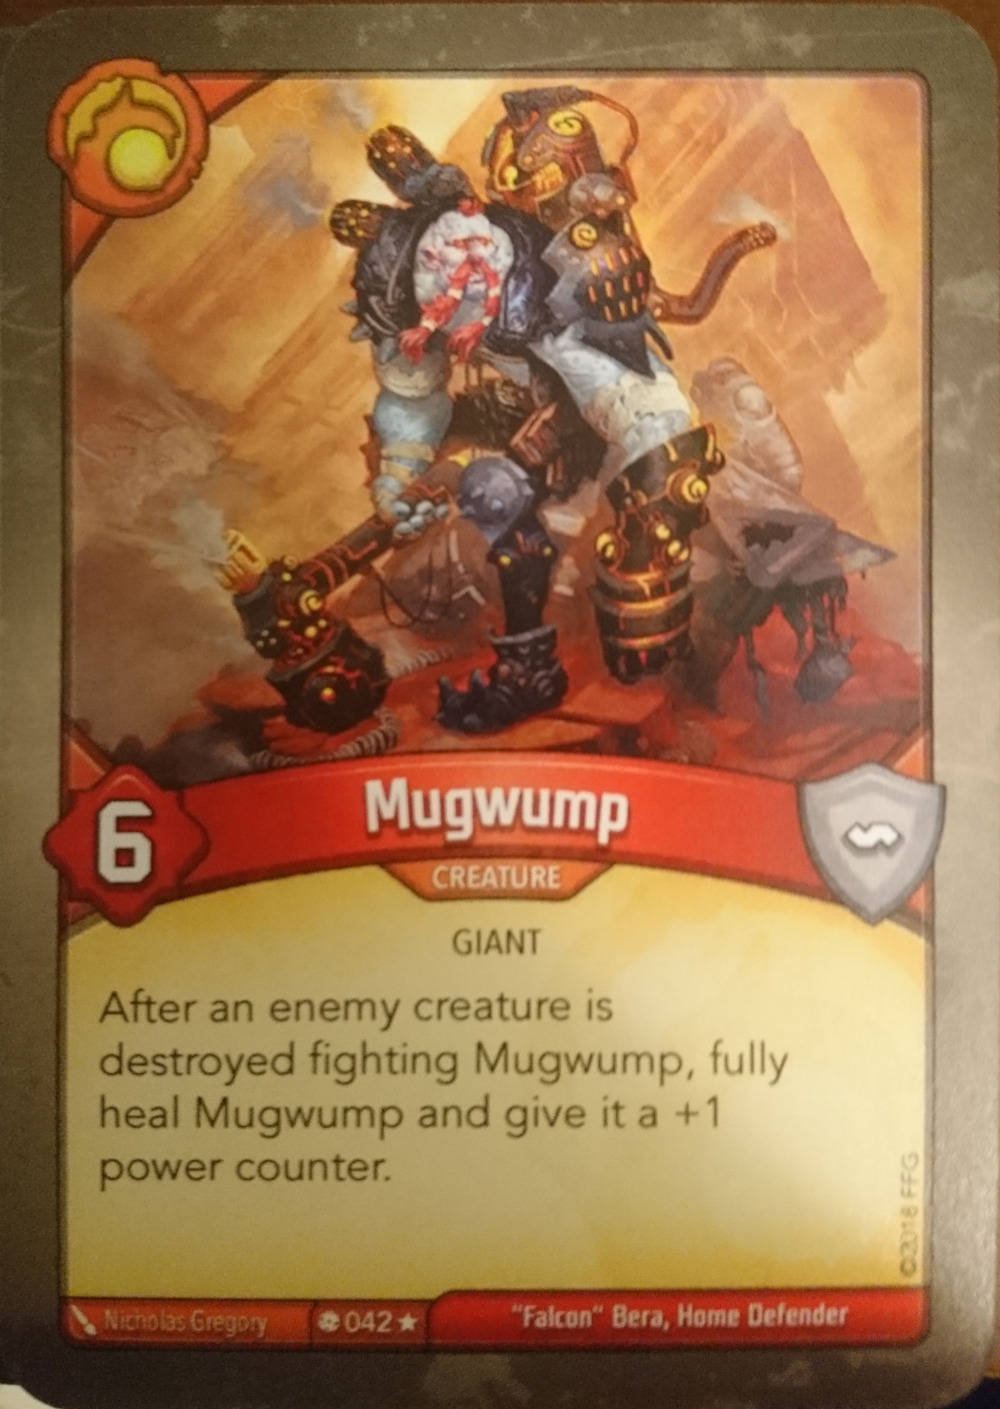 6
Mugwump
CREATURE
GIANT
After an enemy creature is
destroyed fighting Mugwump, fully
heal Mugwump and give it a +1
power counter.
©2018 FFG
Nicholas Gregory
042
"Falcon" Bera, Home Defender